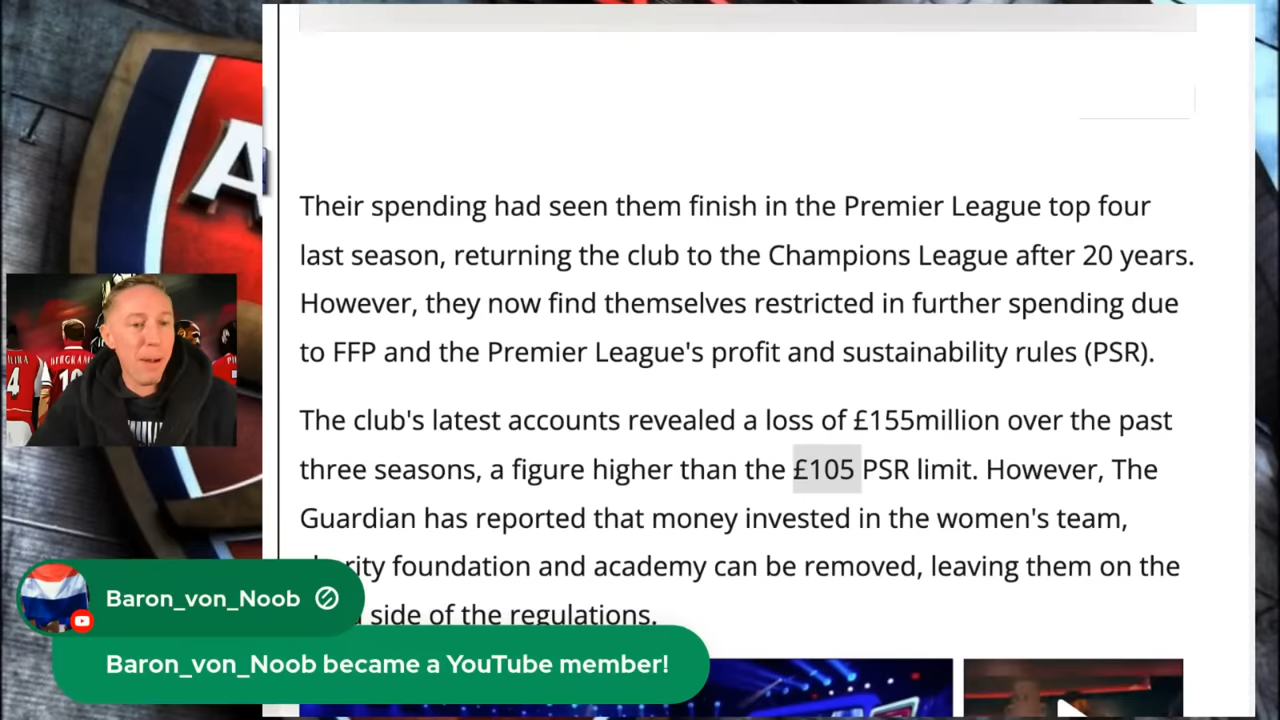 Their spending had seen them finish in the Premier League top four
last season, returning the club to the Champions League after 20 years.
However, they now find themselves restricted in further spending due
to FFP and the Premier League's profit and sustainability rules (PSR).
The club's latest accounts revealed a loss of £155million over the past
three seasons, a figure higher than the £105 PSR limit. However, The
Guardian has reported that money invested in the women's team,
foundation and academy can be removed, leaving them on the
side of the regulations.
Baron_von_Noob
Baron_von_Noob became a YouTube member!
A
4
10